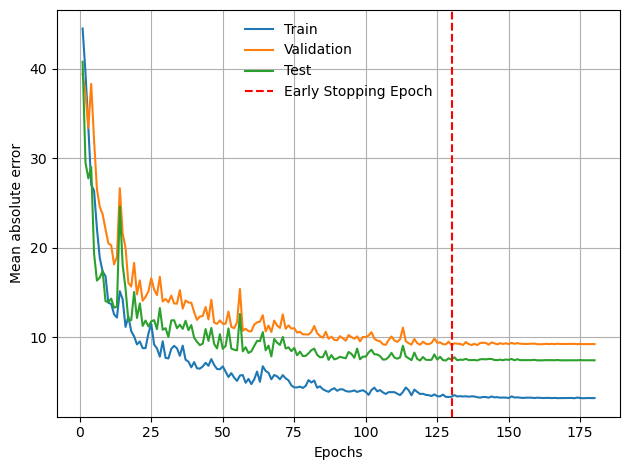 Train
Validation
Test
Early Stopping Epoch
40
30
20
10
Mean absolute error
0 25 50 75 100 125 150 175
Epochs